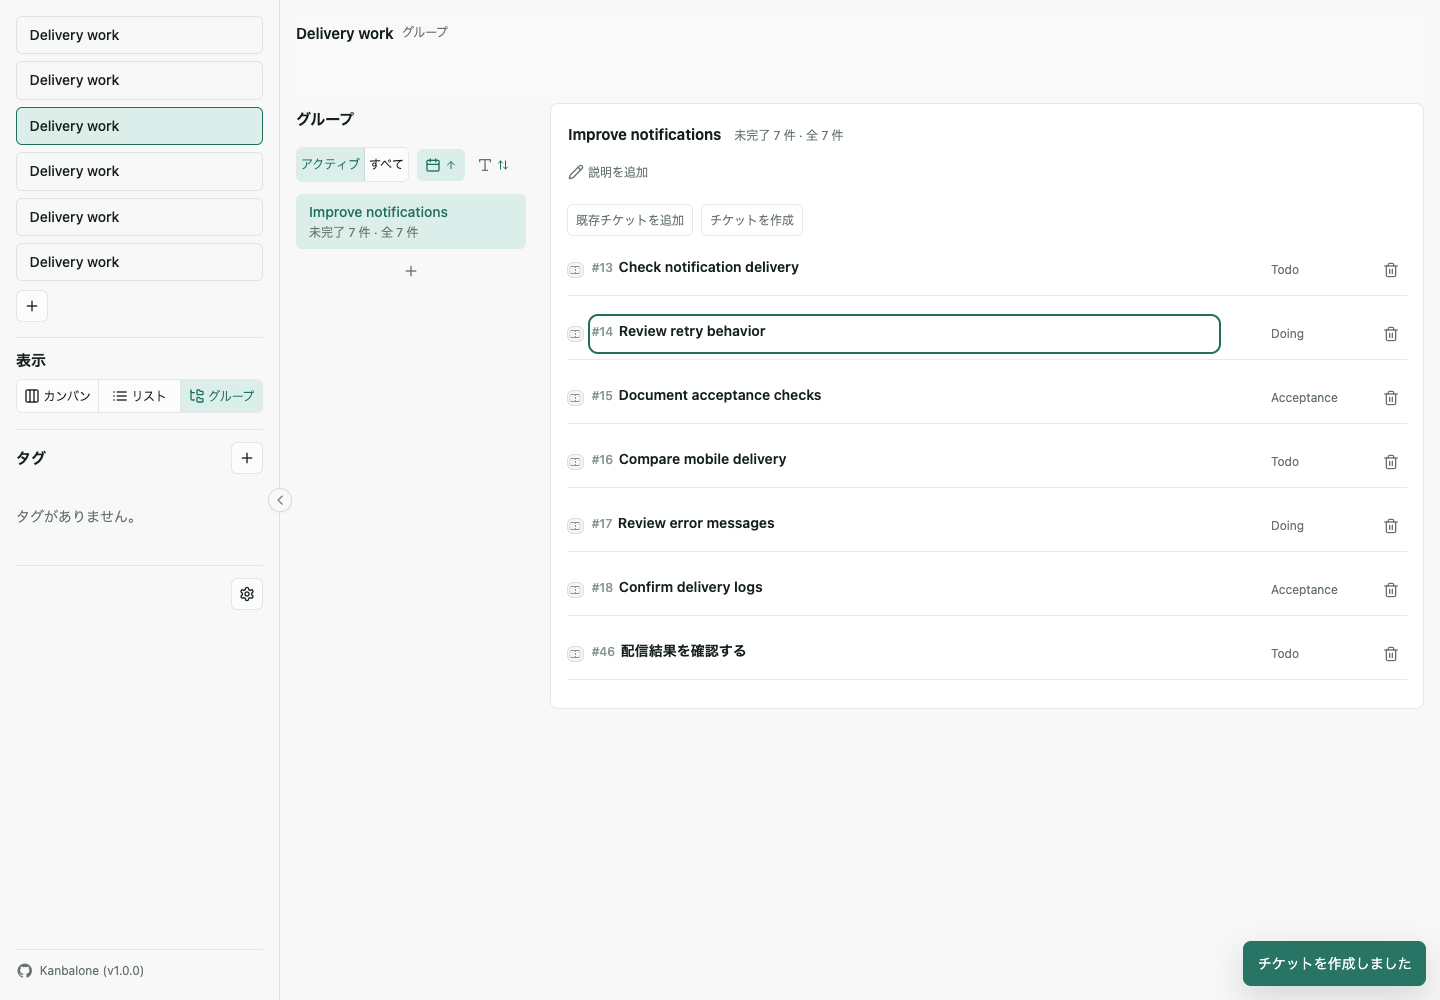 Delivery work
Delivery work
Delivery work
Delivery work
Delivery work
Delivery work
表示
カンバン リスト グループ
タグ
タグがありません。
Kanbalone (v1.0.0)
Delivery work グループ
グループ
アクティブ すべて
Improve notifications
未完了 7 件 · 全 7 件
Improve notifications 未完了 7 件 · 全 7 件
説明を追加
既存チケットを追加 チケットを作成
#13 Check notification delivery Todo
#14 Review retry behavior Doing
#15 Document acceptance checks Acceptance
#16 Compare mobile delivery Todo
#17 Review error messages Doing
#18 Confirm delivery logs Acceptance
#46 配信結果を確認する Todo
チケットを作成しました